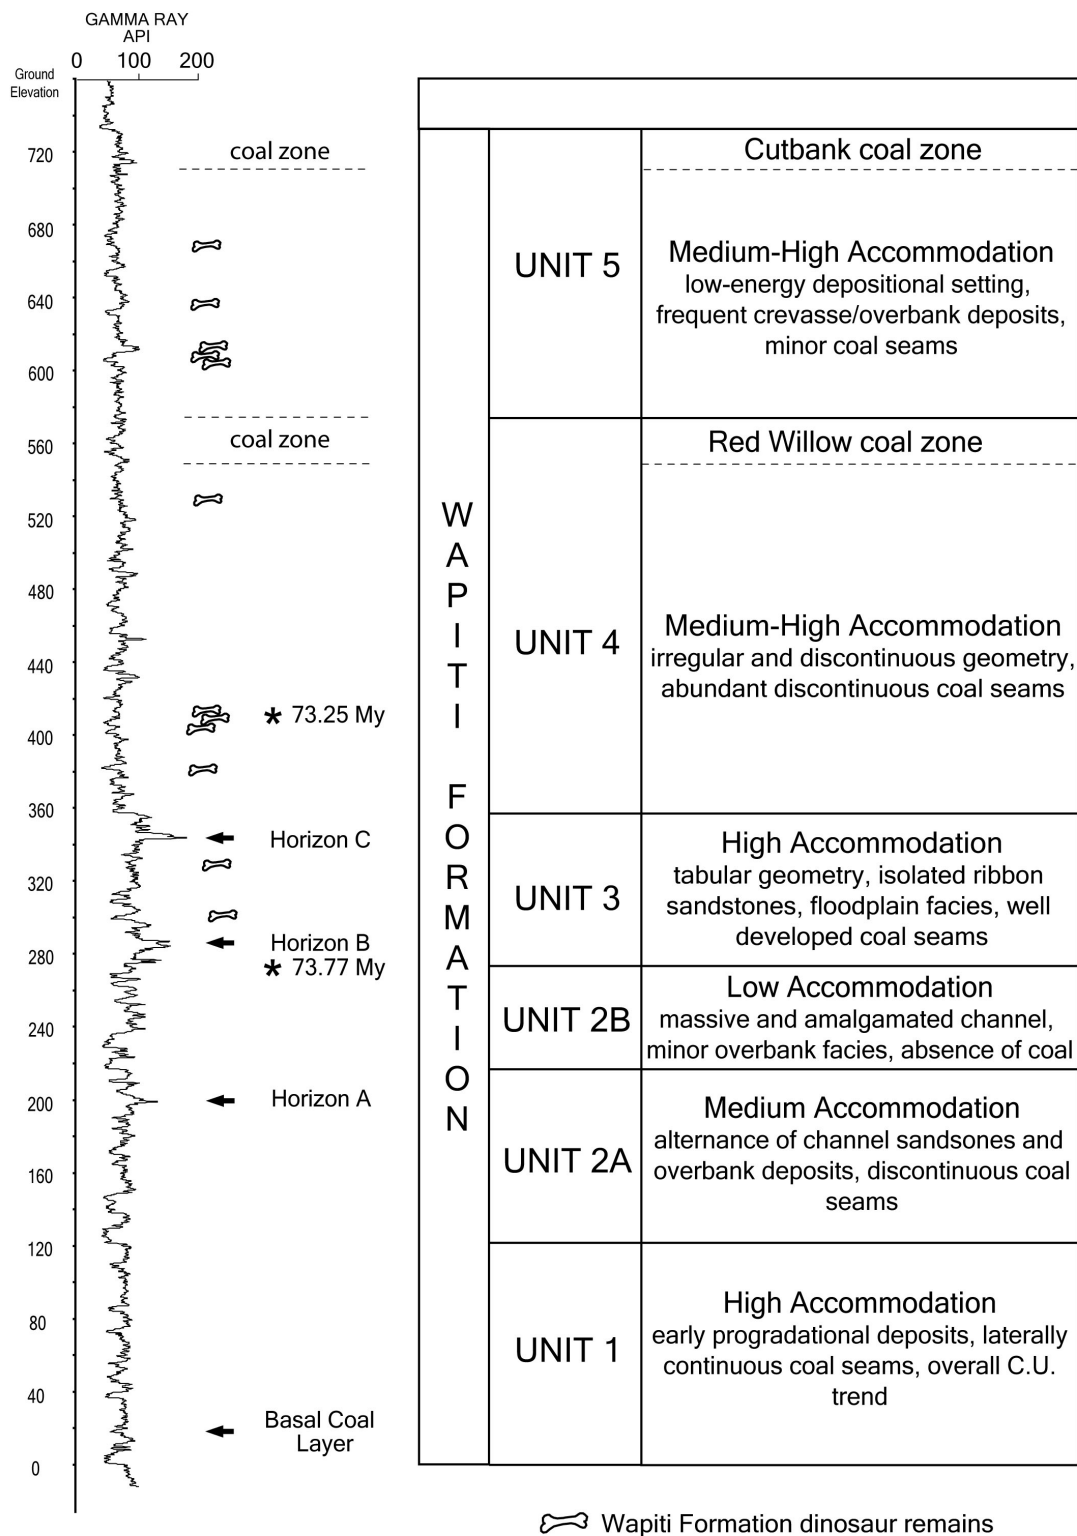 GAMMA RAY
API
0 100 200
Ground
Elevation
720
680
640
600
560
520
480
440
400
360
320
280
240
200
160
120
80
40
0
coal zone
coal zone
* 73.25 My
Horizon C
Horizon B
* 73.77 My
Horizon A
Basal Coal
Layer
WAPITI FORMATION
UNIT 5
Cutbank coal zone
Medium-High Accommodation
low-energy depositional setting,
frequent crevasse/overbank deposits,
minor coal seams
UNIT 4
Red Willow coal zone
Medium-High Accommodation
irregular and discontinuous geometry,
abundant discontinuous coal seams
UNIT 3
High Accommodation
tabular geometry, isolated ribbon
sandstones, floodplain facies, well
developed coal seams
UNIT 2B
Low Accommodation
massive and amalgamated channel,
minor overbank facies, absence of coal
UNIT 2A
Medium Accommodation
alternance of channel sandsones and
overbank deposits, discontinuous coal
seams
UNIT 1
High Accommodation
early progradational deposits, laterally
continuous coal seams, overall C.U.
trend
Wapiti Formation dinosaur remains